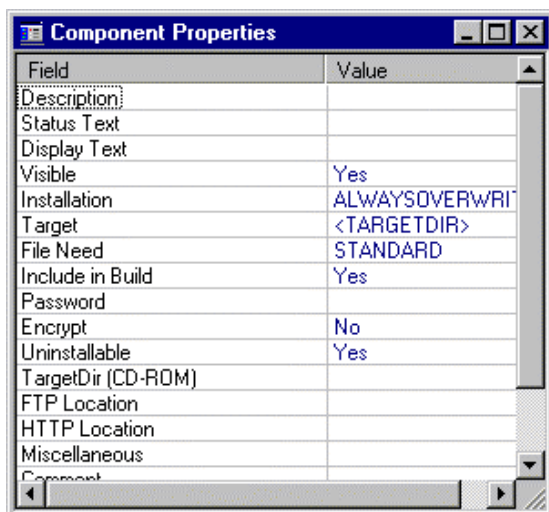 Component Properties
Field Value
Description
Status Text
Display Text
Visible Yes
Installation ALWAYSOVERWRIT
Target <TARGETDIR>
File Need STANDARD
Include in Build Yes
Password
Encrypt No
Uninstallable Yes
TargetDir (CD-ROM)
FTP Location
HTTP Location
Miscellaneous
Comment